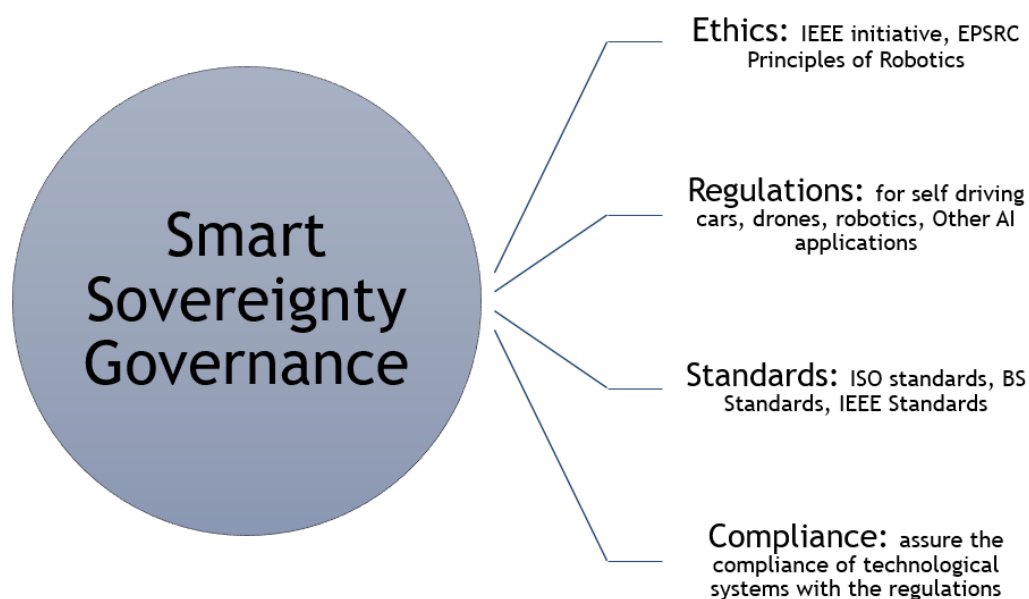 Smart
Sovereignty
Governance
Ethics: IEEE initiative, EPSRC
Principles of Robotics
Regulations: for self driving
cars, drones, robotics, Other AI
applications
Standards: ISO standards, BS
Standards, IEEE Standards
Compliance: assure the
compliance of technological
systems with the regulations